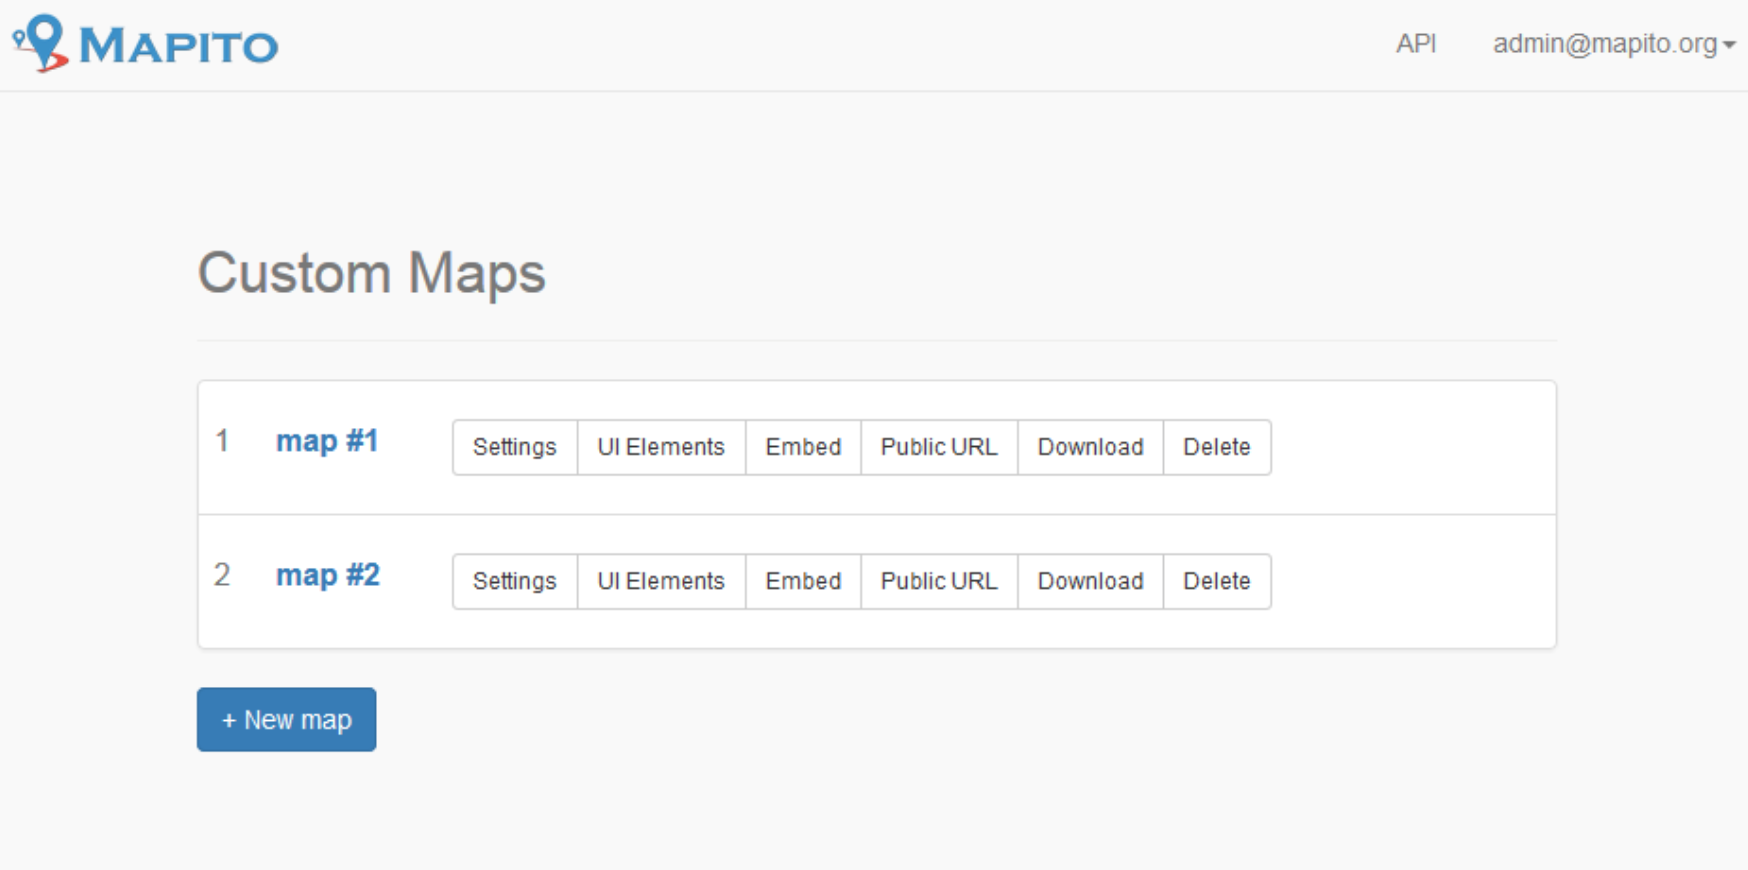 MAPITO API admin@mapito.org
Custom Maps
1 map #1 Settings UI Elements Embed Public URL Download Delete
2 map #2 Settings UI Elements Embed Public URL Download Delete
+ New map